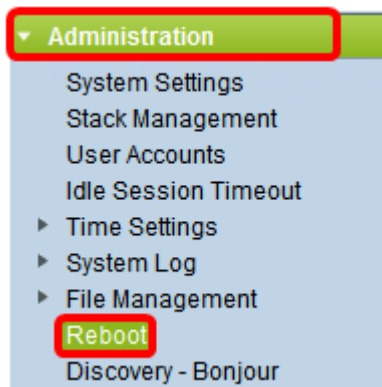 Administration
System Settings
Stack Management
User Accounts
Idle Session Timeout
Time Settings
System Log
File Management
Reboot
Discovery - Bonjour